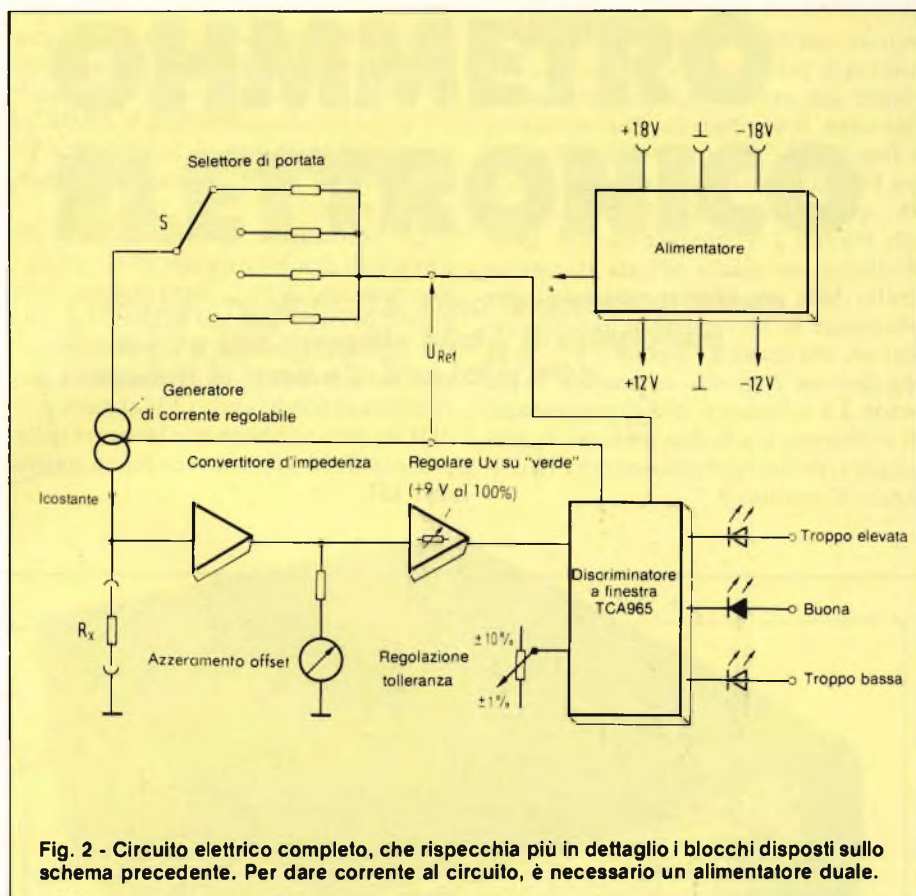 +18V ⊥ -18V
Selettore di portata
S
Alimentatore
U Ref
+12V ⊥ -12V
Generatore
di corrente regolabile
Convertitore d'impedenza
Regolare Uv su "verde"
(+9 V al 100%)
Icostante
Troppo elevata
Discriminatore
a finestra
TCA965
Buona
Rx
±10%
Azzeramento offset
Regolazione
tolleranza
±1%
Troppo bassa
Fig. 2 - Circuito elettrico completo, che rispecchia più in dettaglio i blocchi disposti sullo
schema precedente. Per dare corrente al circuito, è necessario un alimentatore duale.